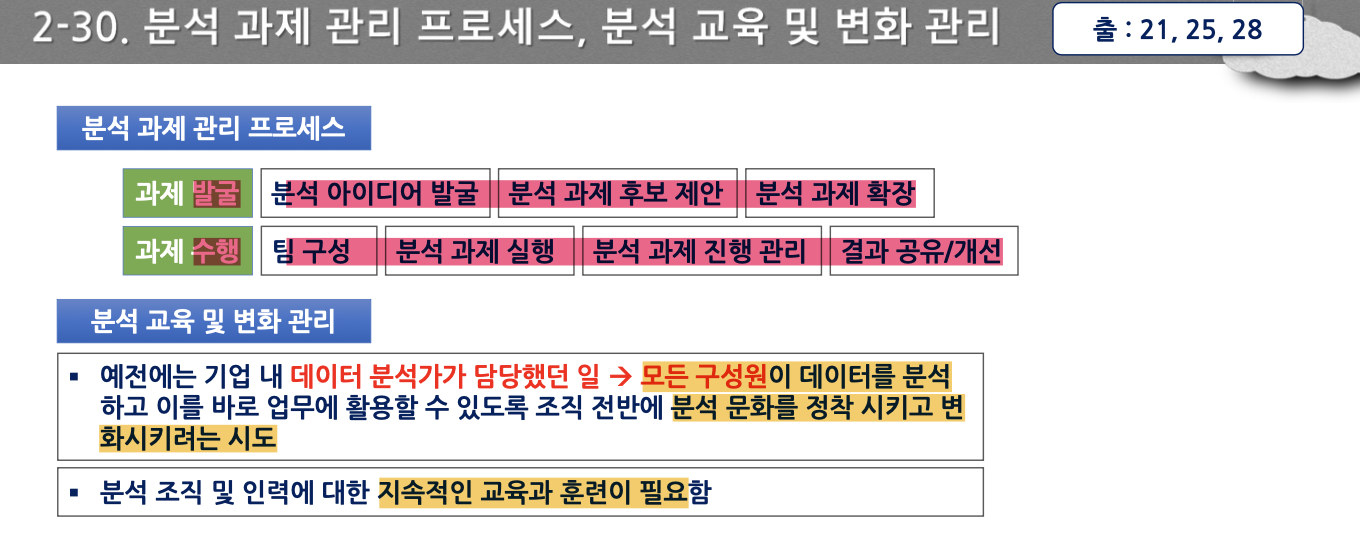 2-30. 분석 과제 관리 프로세스, 분석 교육 및 변화 관리
출 : 21, 25, 28
분석 과제 관리 프로세스
과제 발굴 분석 아이디어 발굴 분석 과제 후보 제안 분석 과제 확장
과제 수행 팀 구성 분석 과제 실행 분석 과제 진행 관리 결과 공유/개선
분석 교육 및 변화 관리
▪ 예전에는 기업 내 데이터 분석가가 담당했던 일 → 모든 구성원이 데이터를 분석
하고 이를 바로 업무에 활용할 수 있도록 조직 전반에 분석 문화를 정착 시키고 변
화시키려는 시도
▪ 분석 조직 및 인력에 대한 지속적인 교육과 훈련이 필요함